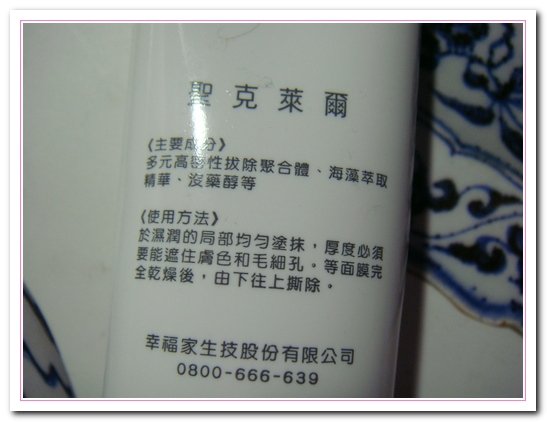 聖克萊爾
《主要成分》
多元高密性拔除聚合體、海藻萃取
精華、沒藥醇等
《使用方法》
於濕潤的局部均勻塗抹，厚度必須
要能遮住膚色和毛細孔。等面膜完
全乾燥後，由下往上撕除。
幸福家生技股份有限公司
0800-666-639